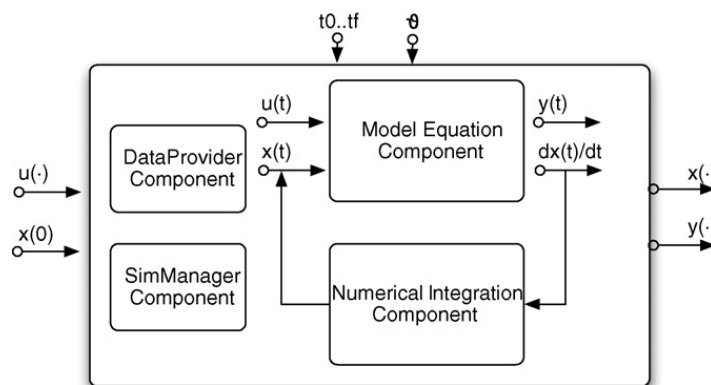 t0..tf
ϑ
u(t)
y(t)
Model Equation
Component
DataProvider
Component
x(t)
dx(t)/dt
u(·)
x(·
x(0)
y(·
SimManager
Component
Numerical Integration
Component